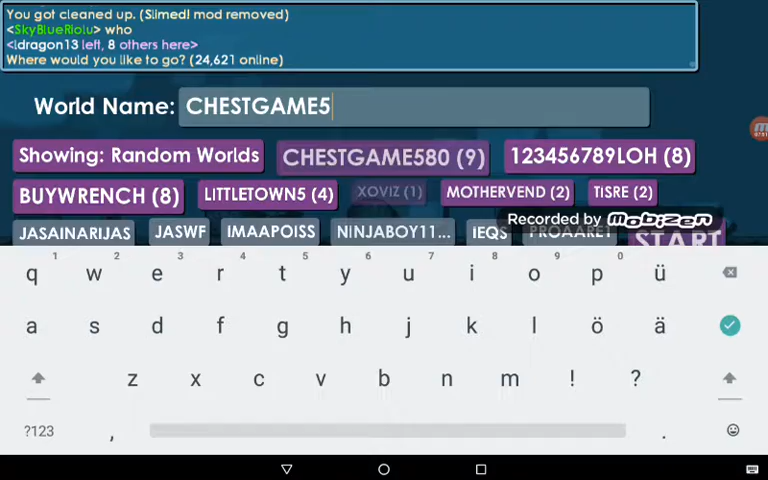 You got cleaned up. (Slimed! mod removed)
<SkyBlueRiolu> who
<idragon13 left, 8 others here>
Where would you like to go? (24,621 online)
World Name: CHESTGAME5
Showing: Random Worlds CHESTGAME580 (9) 123456789LOH (8)
BUYWRENCH (8) LITTLETOWN5 (4) XOVIZ (1) MOTHERVEND (2) TISRE (2)
Recorded by Mobizen
JASAINARIJAS JASWF IMAAPOISS NINJABOY11... IEQS PROAARET START
1 2 3 4 5 6 7 8 9 0
q w e r t y u i o p ü
a s d f g h j k l ö ä
z x c v b n m ! ?
?123 , .